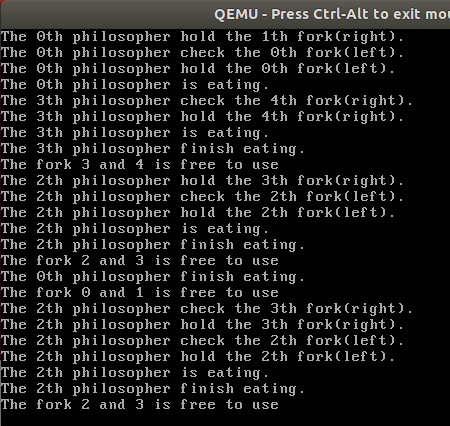 QEMU - Press Ctrl-Alt to exit mou
The 0th philosopher hold the 1th fork(right).
The 0th philosopher check the 0th fork(left).
The 0th philosopher hold the 0th fork(left).
The 0th philosopher is eating.
The 3th philosopher check the 4th fork(right).
The 3th philosopher hold the 4th fork(right).
The 3th philosopher is eating.
The 3th philosopher finish eating.
The fork 3 and 4 is free to use
The 2th philosopher hold the 3th fork(right).
The 2th philosopher check the 2th fork(left).
The 2th philosopher hold the 2th fork(left).
The 2th philosopher is eating.
The 2th philosopher finish eating.
The fork 2 and 3 is free to use
The 0th philosopher finish eating.
The fork 0 and 1 is free to use
The 2th philosopher check the 3th fork(right).
The 2th philosopher hold the 3th fork(right).
The 2th philosopher check the 2th fork(left).
The 2th philosopher hold the 2th fork(left).
The 2th philosopher is eating.
The 2th philosopher finish eating.
The fork 2 and 3 is free to use